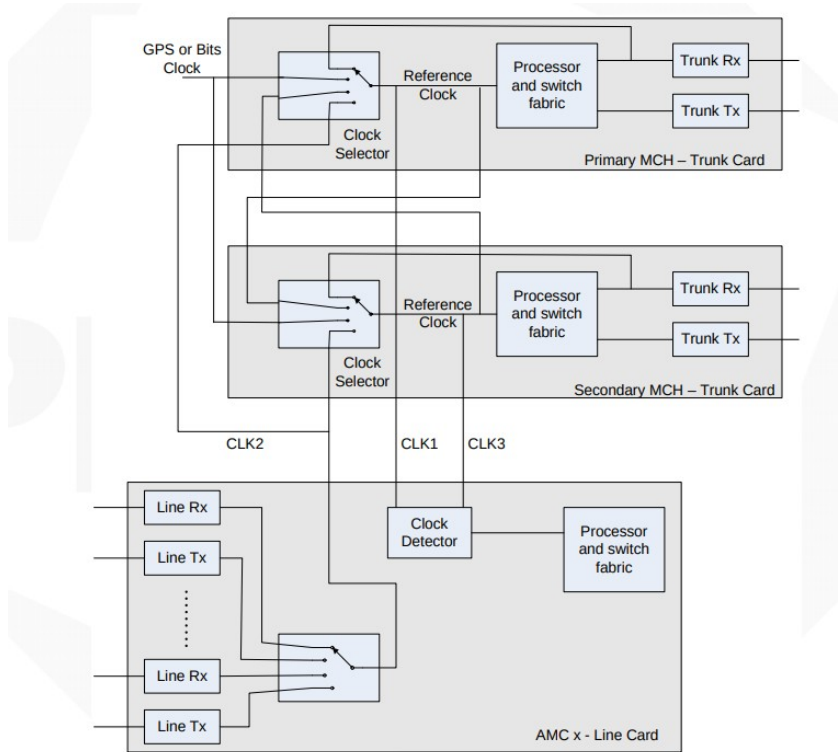 GPS or Bits
Clock
Clock
Selector
Reference
Clock
Processor
and switch
fabric
Trunk Rx
Trunk Tx
Primary MCH – Trunk Card
Clock
Selector
Reference
Clock
Processor
and switch
fabric
Trunk Rx
Trunk Tx
Secondary MCH – Trunk Card
CLK2
CLK1
CLK3
Line Rx
Line Tx
Line Rx
Line Tx
Clock
Detector
Processor
and switch
fabric
AMC x - Line Card